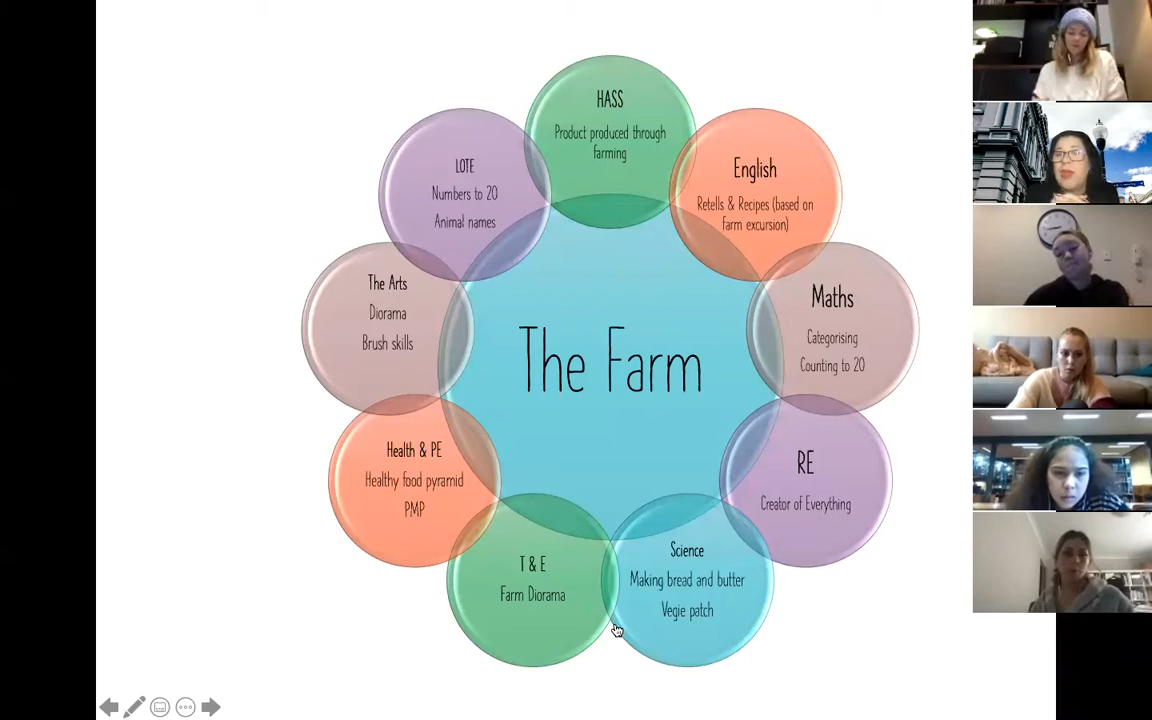 HASS
Product produced through
farming
English
Retells & Recipes (based on
farm excursion)
Maths
Categorising
Counting to 20
RE
Creator of Everything
Science
Making bread and butter
Vegie patch
T & E
Farm Diorama
Health & PE
Healthy food pyramid
PMP
The Arts
Diorama
Brush skills
LOTE
Numbers to 20
Animal names
The Farm